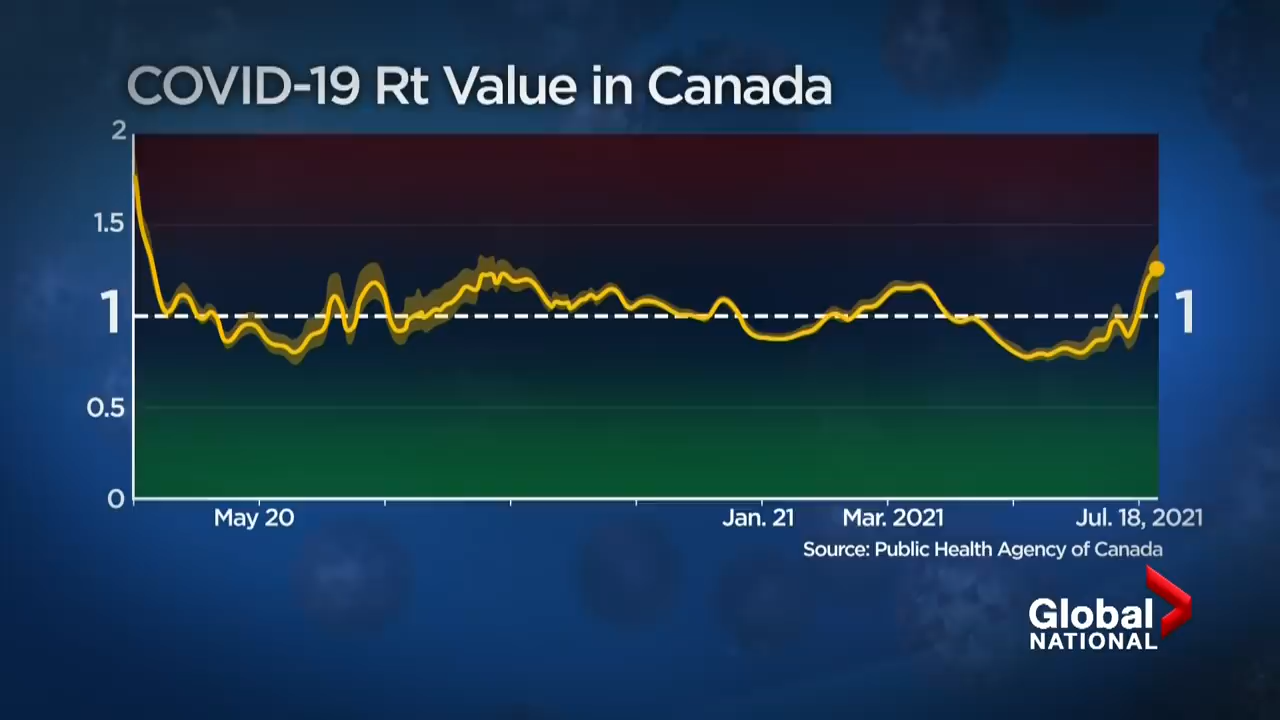 COVID-19 Rt Value in Canada
2
1.5
1
1
0.5
0
May 20
Jan. 21
Mar. 2021
Jul. 18, 2021
Source: Public Health Agency of Canada
Global
NATIONAL